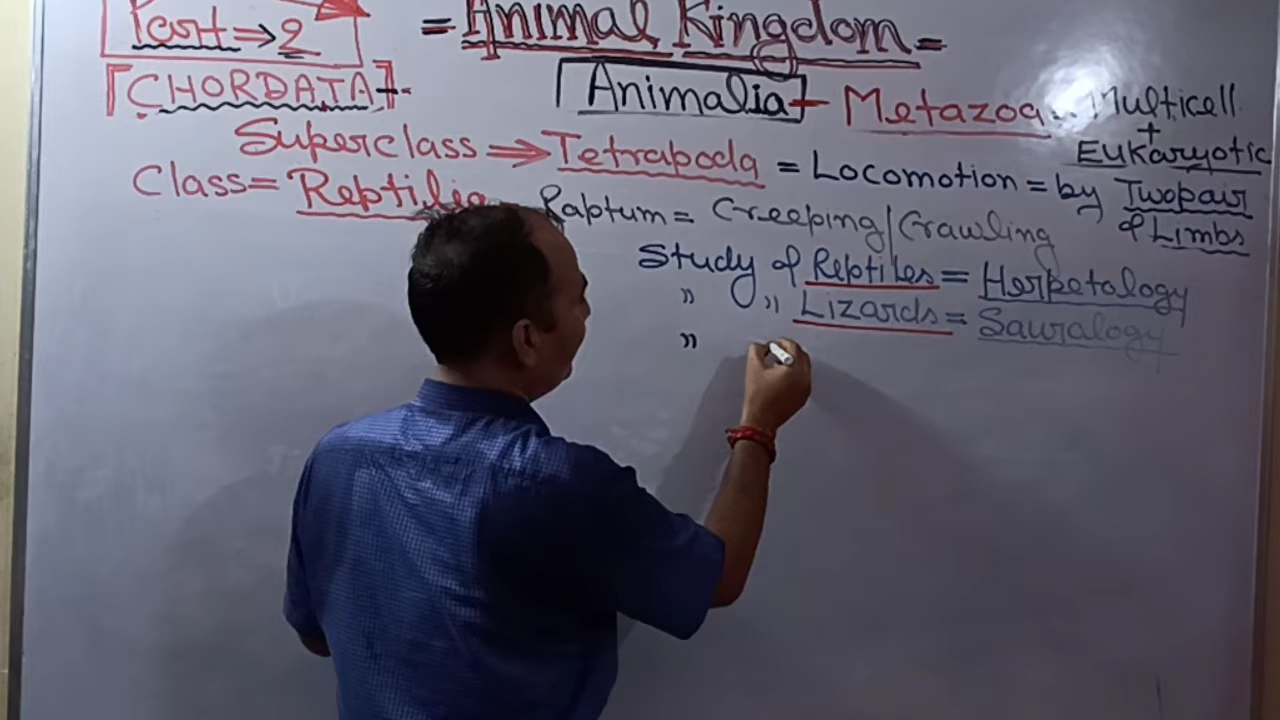 Part⇒2
= Animal Kingdom =
[CHORDATA]-
Animalia - Metazoa - Multicell
+
EuKaryotic
Superclass ⇒ Tetrapoda = Locomotion = by Twopair
of Limbs
Class = Reptilia
Raptum = Creeping/Crawling
Study of Reptiles = Herpetology
" " Lizards = Sauralogy
"